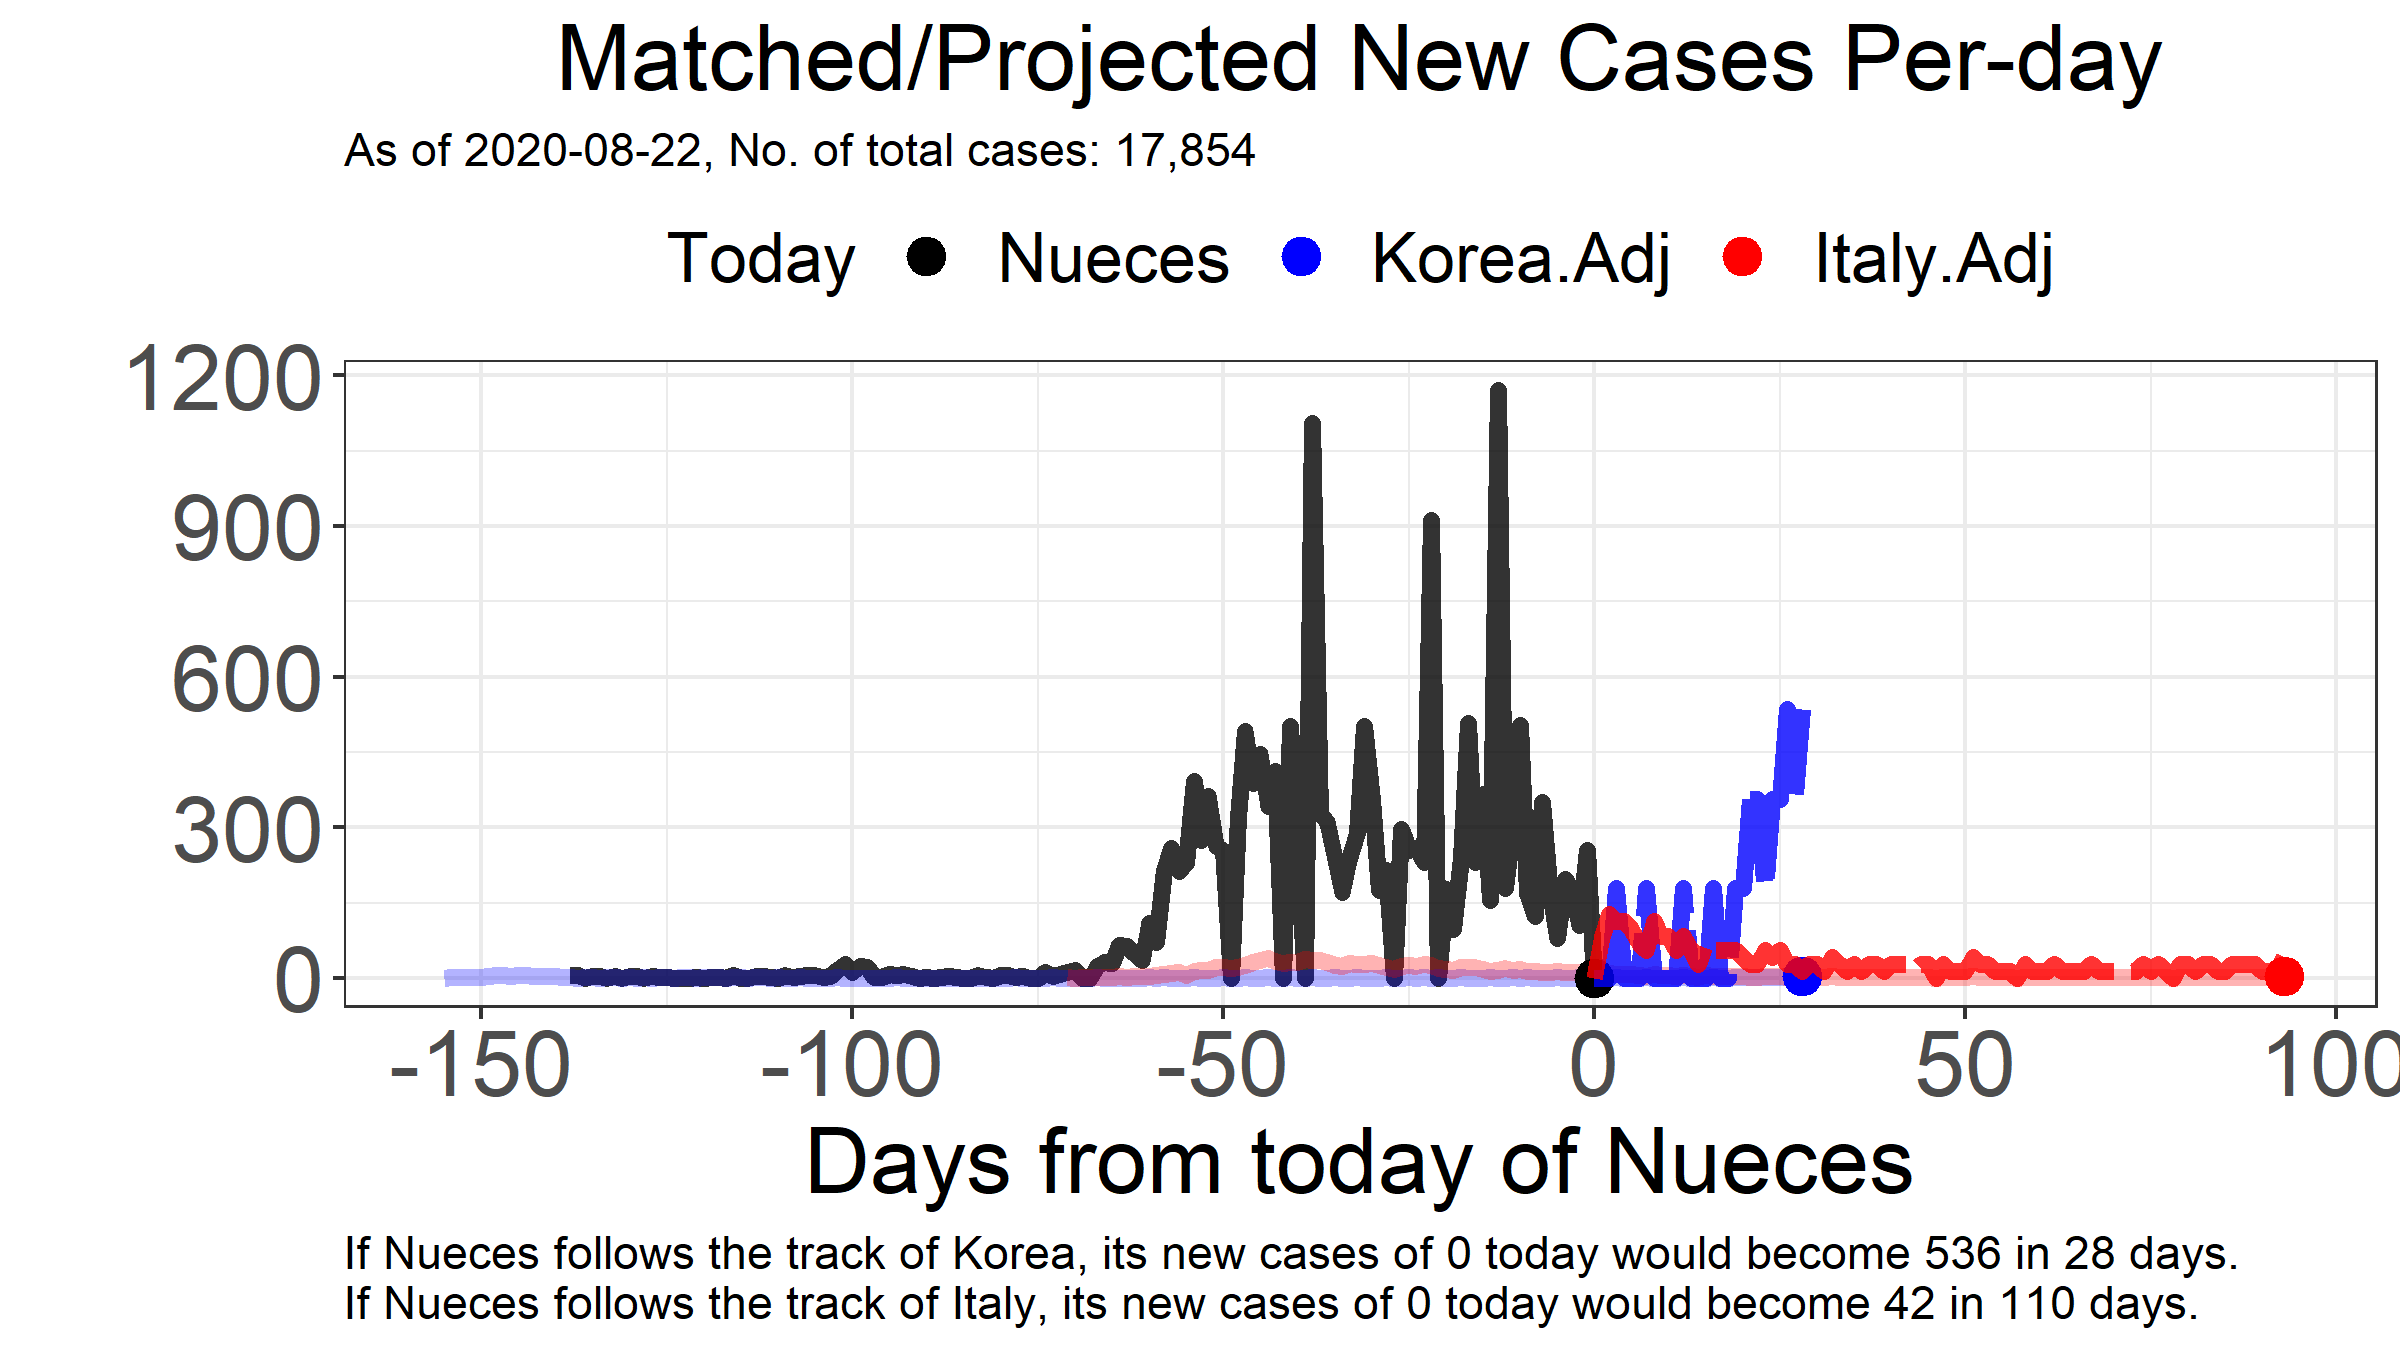 Matched/Projected New Cases Per-day
As of 2020-08-22, No. of total cases: 17,854
Today Nueces Korea.Adj Italy.Adj
1200
900
600
300
0
-150 -100 -50 0 50 100
Days from today of Nueces
If Nueces follows the track of Korea, its new cases of 0 today would become 536 in 28 days.
If Nueces follows the track of Italy, its new cases of 0 today would become 42 in 110 days.